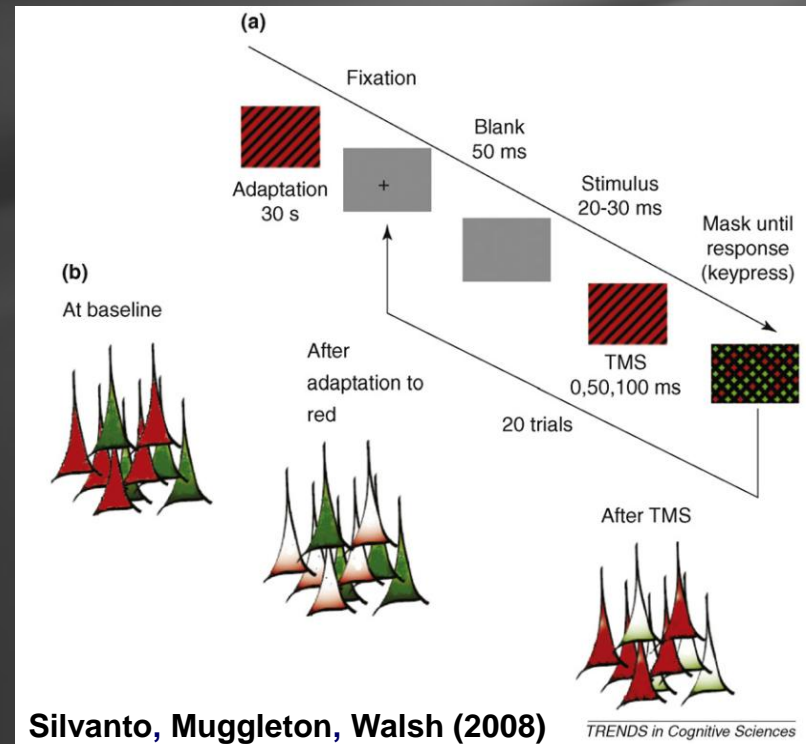 (a)
Fixation
Blank
50 ms
Adaptation
30 s
Stimulus
20-30 ms
Mask until
response
(keypress)
TMS
0,50,100 ms
20 trials
(b)
At baseline
After
adaptation to
red
After TMS
Silvanto, Muggleton, Walsh (2008)
TRENDS in Cognitive Sciences